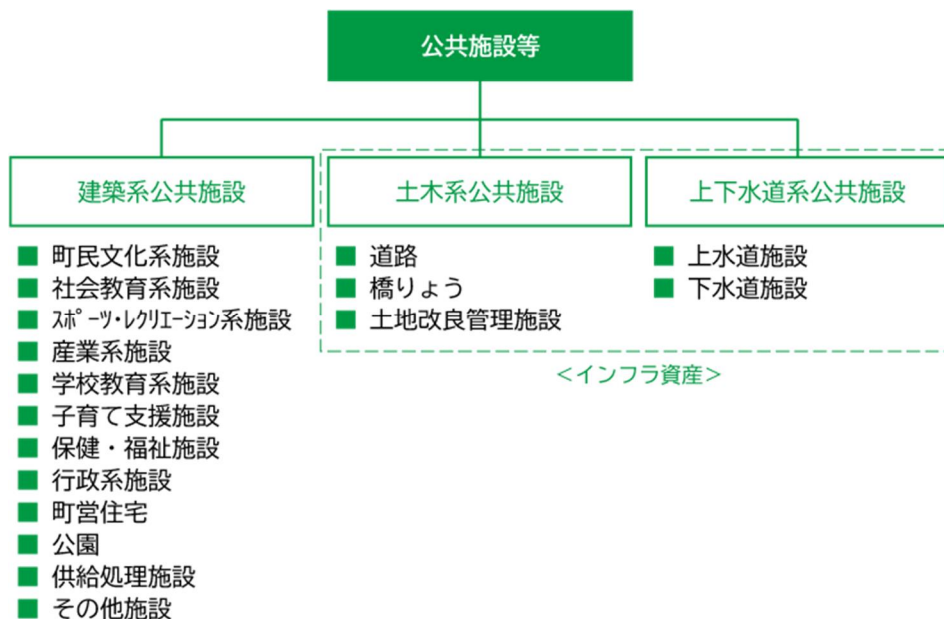 公共施設等
建築系公共施設
町民文化系施設
社会教育系施設
ｽﾎﾟｰﾂ・ﾚｸﾘｴｰｼｮﾝ系施設
産業系施設
学校教育系施設
子育て支援施設
保健・福祉施設
行政系施設
町営住宅
公園
供給処理施設
その他施設
土木系公共施設
道路
橋りょう
土地改良管理施設
上下水道系公共施設
上水道施設
下水道施設
＜インフラ資産＞